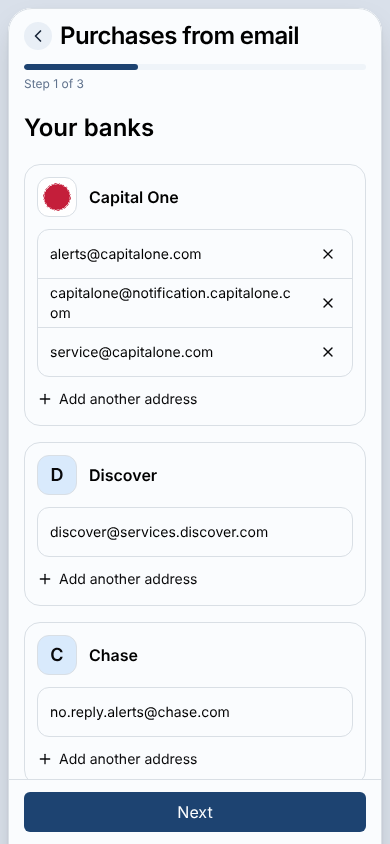 Purchases from email
Step 1 of 3
Your banks
Capital One
alerts@capitalone.com
capitalone@notification.capitalone.c
om
service@capitalone.com
Add another address
D
Discover
discover@services.discover.com
Add another address
C
Chase
no.reply.alerts@chase.com
Add another address
Next